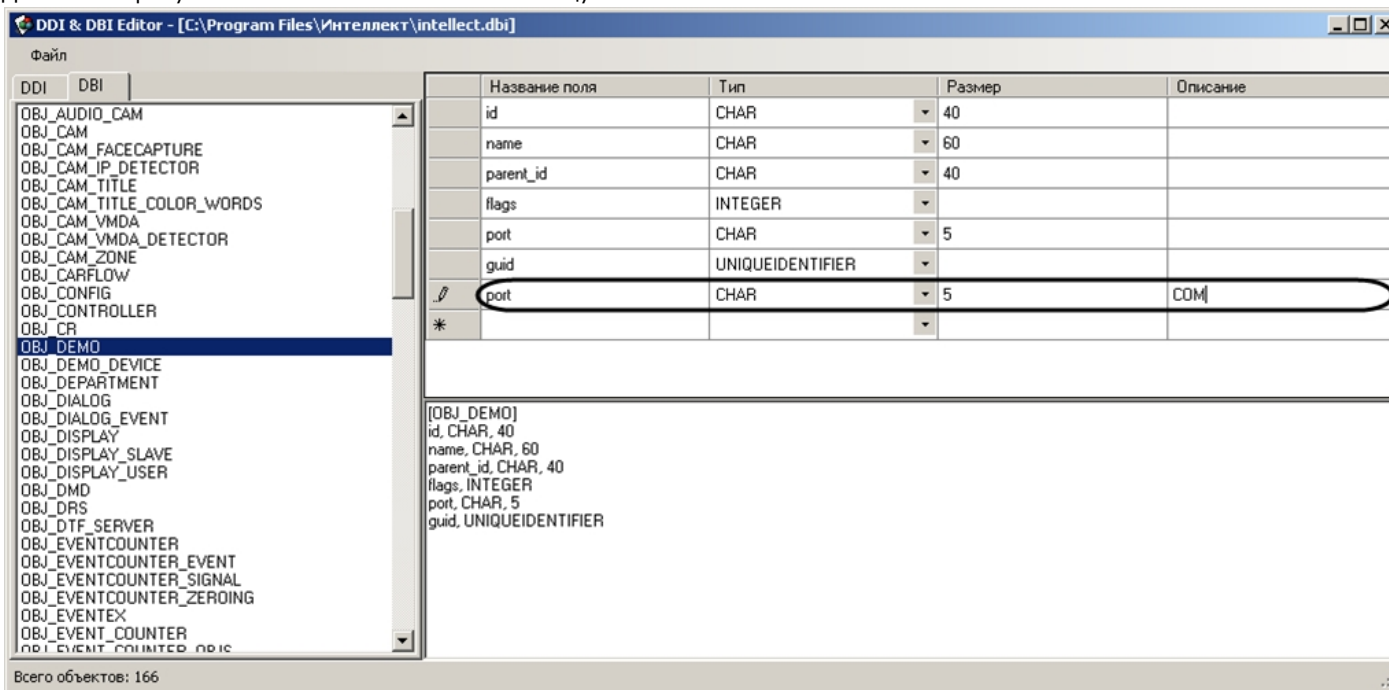 DDI & DBI Editor - [C:\Program Files\Интеллект\intellect.dbi]
Файл
DDI DBI
OBJ_AUDIO_CAM
OBJ_CAM
OBJ_CAM_FACECAPTURE
OBJ_CAM_IP_DETECTOR
OBJ_CAM_TITLE
OBJ_CAM_TITLE_COLOR_WORDS
OBJ_CAM_VMDA
OBJ_CAM_VMDA_DETECTOR
OBJ_CAM_ZONE
OBJ_CARFLOW
OBJ_CONFIG
OBJ_CONTROLLER
OBJ_CR
OBJ_DEMO
OBJ_DEMO_DEVICE
OBJ_DEPARTMENT
OBJ_DIALOG
OBJ_DIALOG_EVENT
OBJ_DISPLAY
OBJ_DISPLAY_SLAVE
OBJ_DISPLAY_USER
OBJ_DMD
OBJ_DRS
OBJ_DTF_SERVER
OBJ_EVENTCOUNTER
OBJ_EVENTCOUNTER_EVENT
OBJ_EVENTCOUNTER_SIGNAL
OBJ_EVENTCOUNTER_ZEROING
OBJ_EVENTEX
OBJ_EVENT_COUNTER
OBJ_EVENT_COUNTER_OBJS
Название поля Тип Размер Описание
id CHAR 40
name CHAR 60
parent_id CHAR 40
flags INTEGER
port CHAR 5
guid UNIQUEIDENTIFIER
port CHAR 5 COM
[OBJ_DEMO]
id, CHAR, 40
name, CHAR, 60
parent_id, CHAR, 40
flags, INTEGER
port, CHAR, 5
guid, UNIQUEIDENTIFIER
Всего объектов: 166